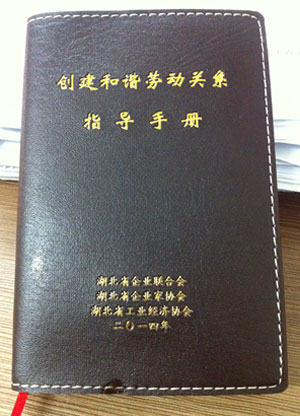 创建和谐劳动关系
指导手册
湖北省企业联合会
湖北省企业家协会
湖北省工业经济协会
二〇一四年